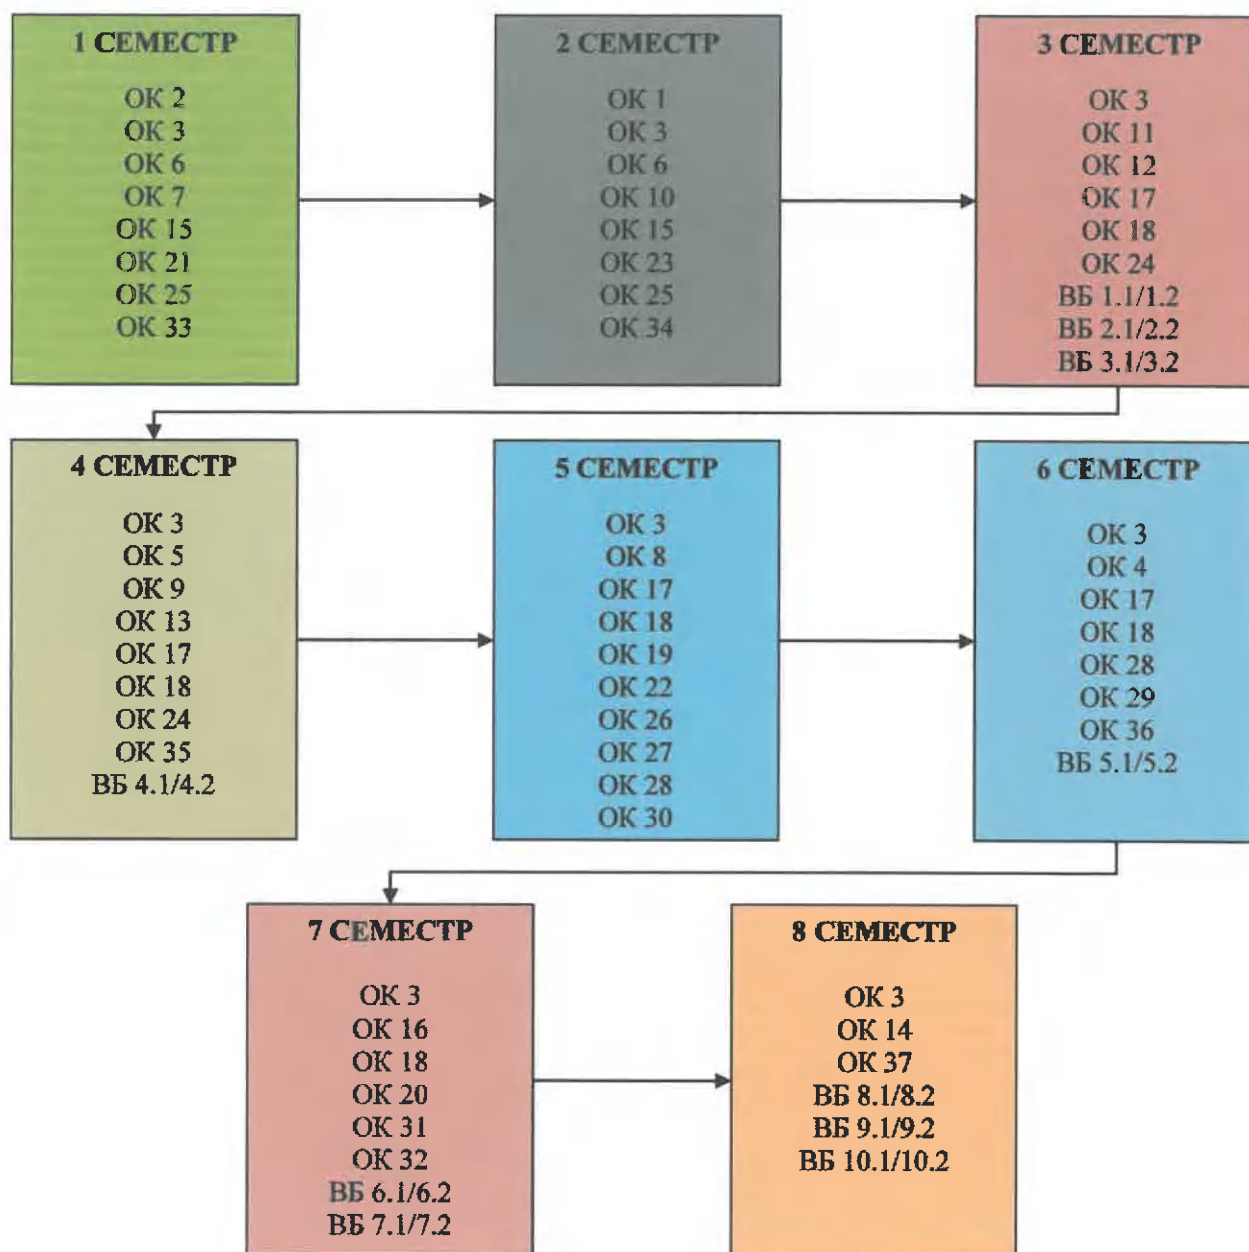 1 СЕМЕСТР
ОК 2
ОК 3
ОК 6
ОК 7
ОК 15
ОК 21
ОК 25
ОК 33
2 СЕМЕСТР
ОК 1
ОК 3
ОК 6
ОК 10
ОК 15
ОК 23
ОК 25
ОК 34
3 СЕМЕСТР
ОК 3
ОК 11
ОК 12
ОК 17
ОК 18
ОК 24
ВБ 1.1/1.2
ВБ 2.1/2.2
ВБ 3.1/3.2
4 СЕМЕСТР
ОК 3
ОК 5
ОК 9
ОК 13
ОК 17
ОК 18
ОК 24
ОК 35
ВБ 4.1/4.2
5 СЕМЕСТР
ОК 3
ОК 8
ОК 17
ОК 18
ОК 19
ОК 22
ОК 26
ОК 27
ОК 28
ОК 30
6 СЕМЕСТР
ОК 3
ОК 4
ОК 17
ОК 18
ОК 28
ОК 29
ОК 36
ВБ 5.1/5.2
7 СЕМЕСТР
ОК 3
ОК 16
ОК 18
ОК 20
ОК 31
ОК 32
ВБ 6.1/6.2
ВБ 7.1/7.2
8 СЕМЕСТР
ОК 3
ОК 14
ОК 37
ВБ 8.1/8.2
ВБ 9.1/9.2
ВБ 10.1/10.2